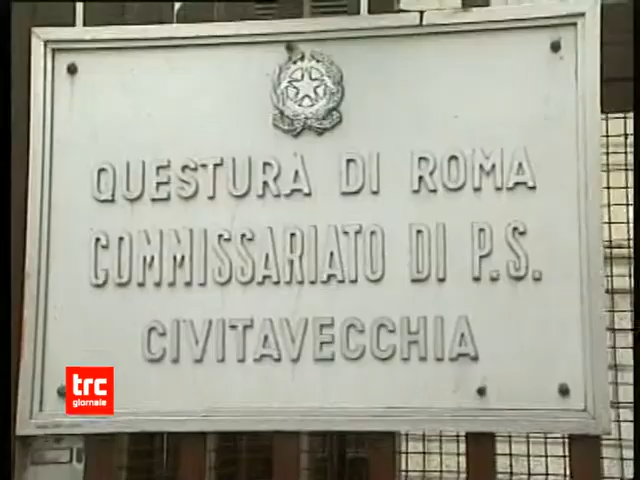 QUESTURA DI ROMA
COMMISSARIATO DI P.S.
CIVITAVECCHIA
trc
giornale